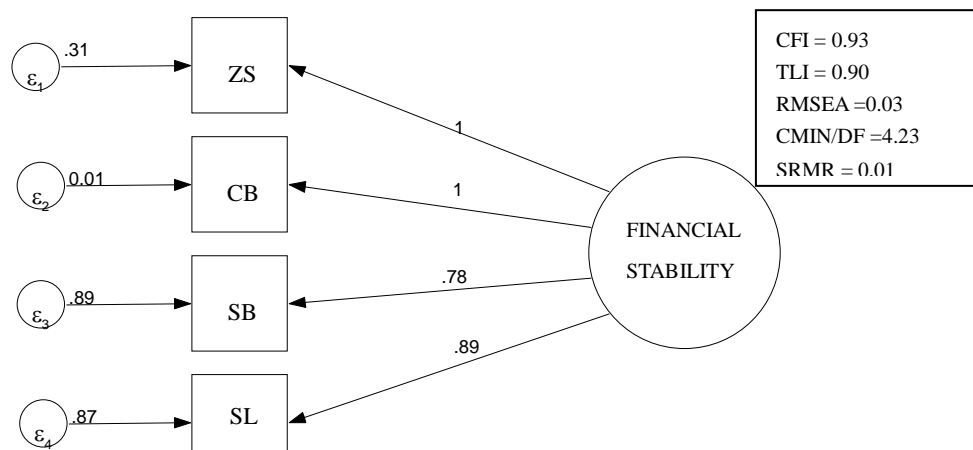 CFI = 0.93
TLI = 0.90
RMSEA =0.03
CMIN/DF =4.23
SRMR = 0.01
.31
ε1
ZS
1
0.01
ε2
CB
1
FINANCIAL
STABILITY
.89
ε3
SB
.78
.87
ε4
SL
.89